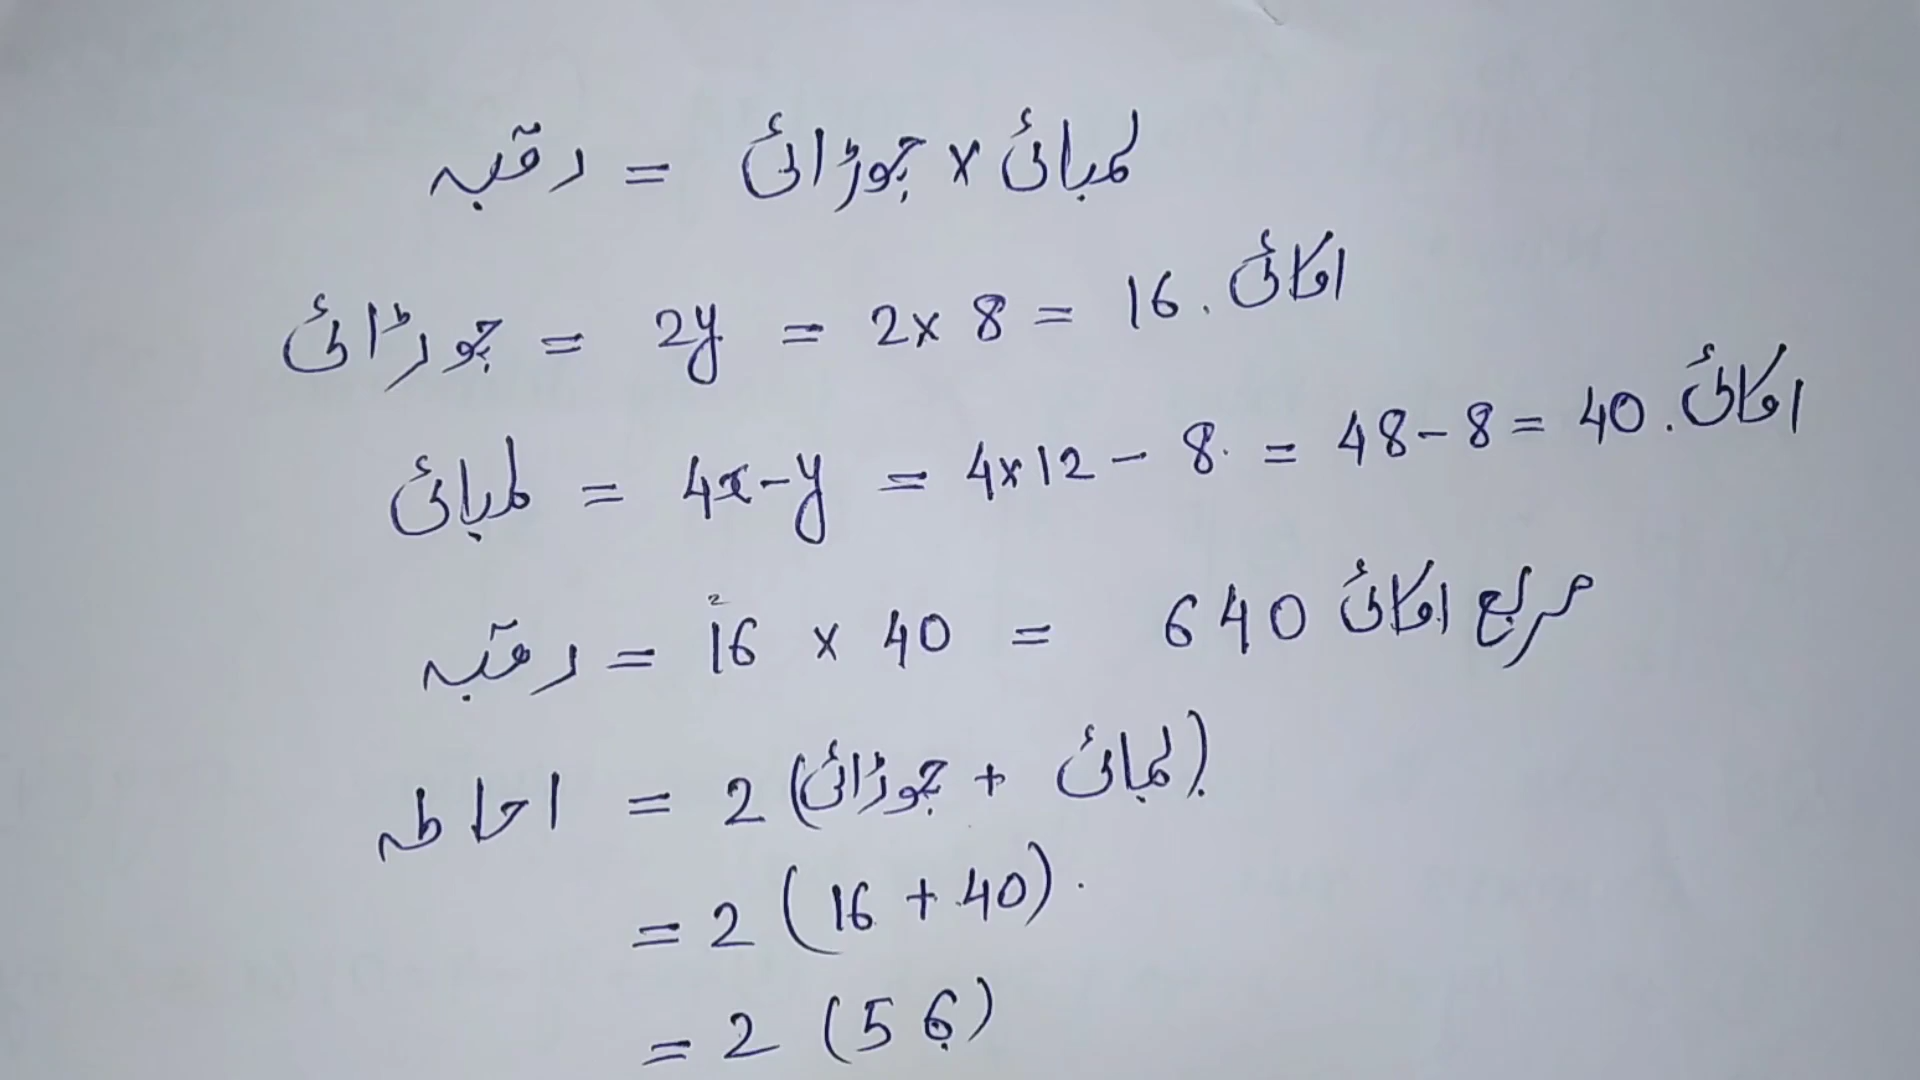 رقبہ = چوڑائی x لمبائی
چوڑائی = 2y = 2x 8 = 16. اکائی
لمبائی = 4x-y = 4x12 - 8. = 48-8 = 40. اکائی
رقبہ = 16 x 40 = 640 مربع اکائی
احاطہ = 2 (چوڑائی + لمبائی)
= 2 (16 + 40).
= 2 (56)